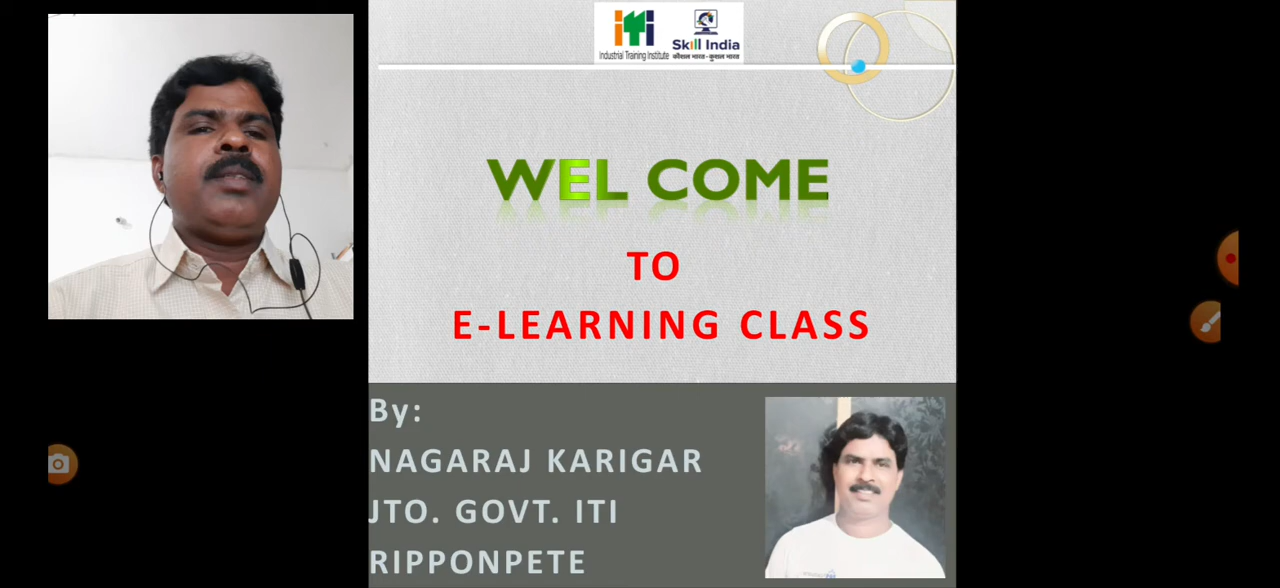 iTi
Industrial Training Institute
Skill India
कौशल भारत-कुशल भारत
WEL COME
TO
E-LEARNING CLASS
By:
NAGARAJ KARIGAR
JTO. GOVT. ITI
RIPPONPETE